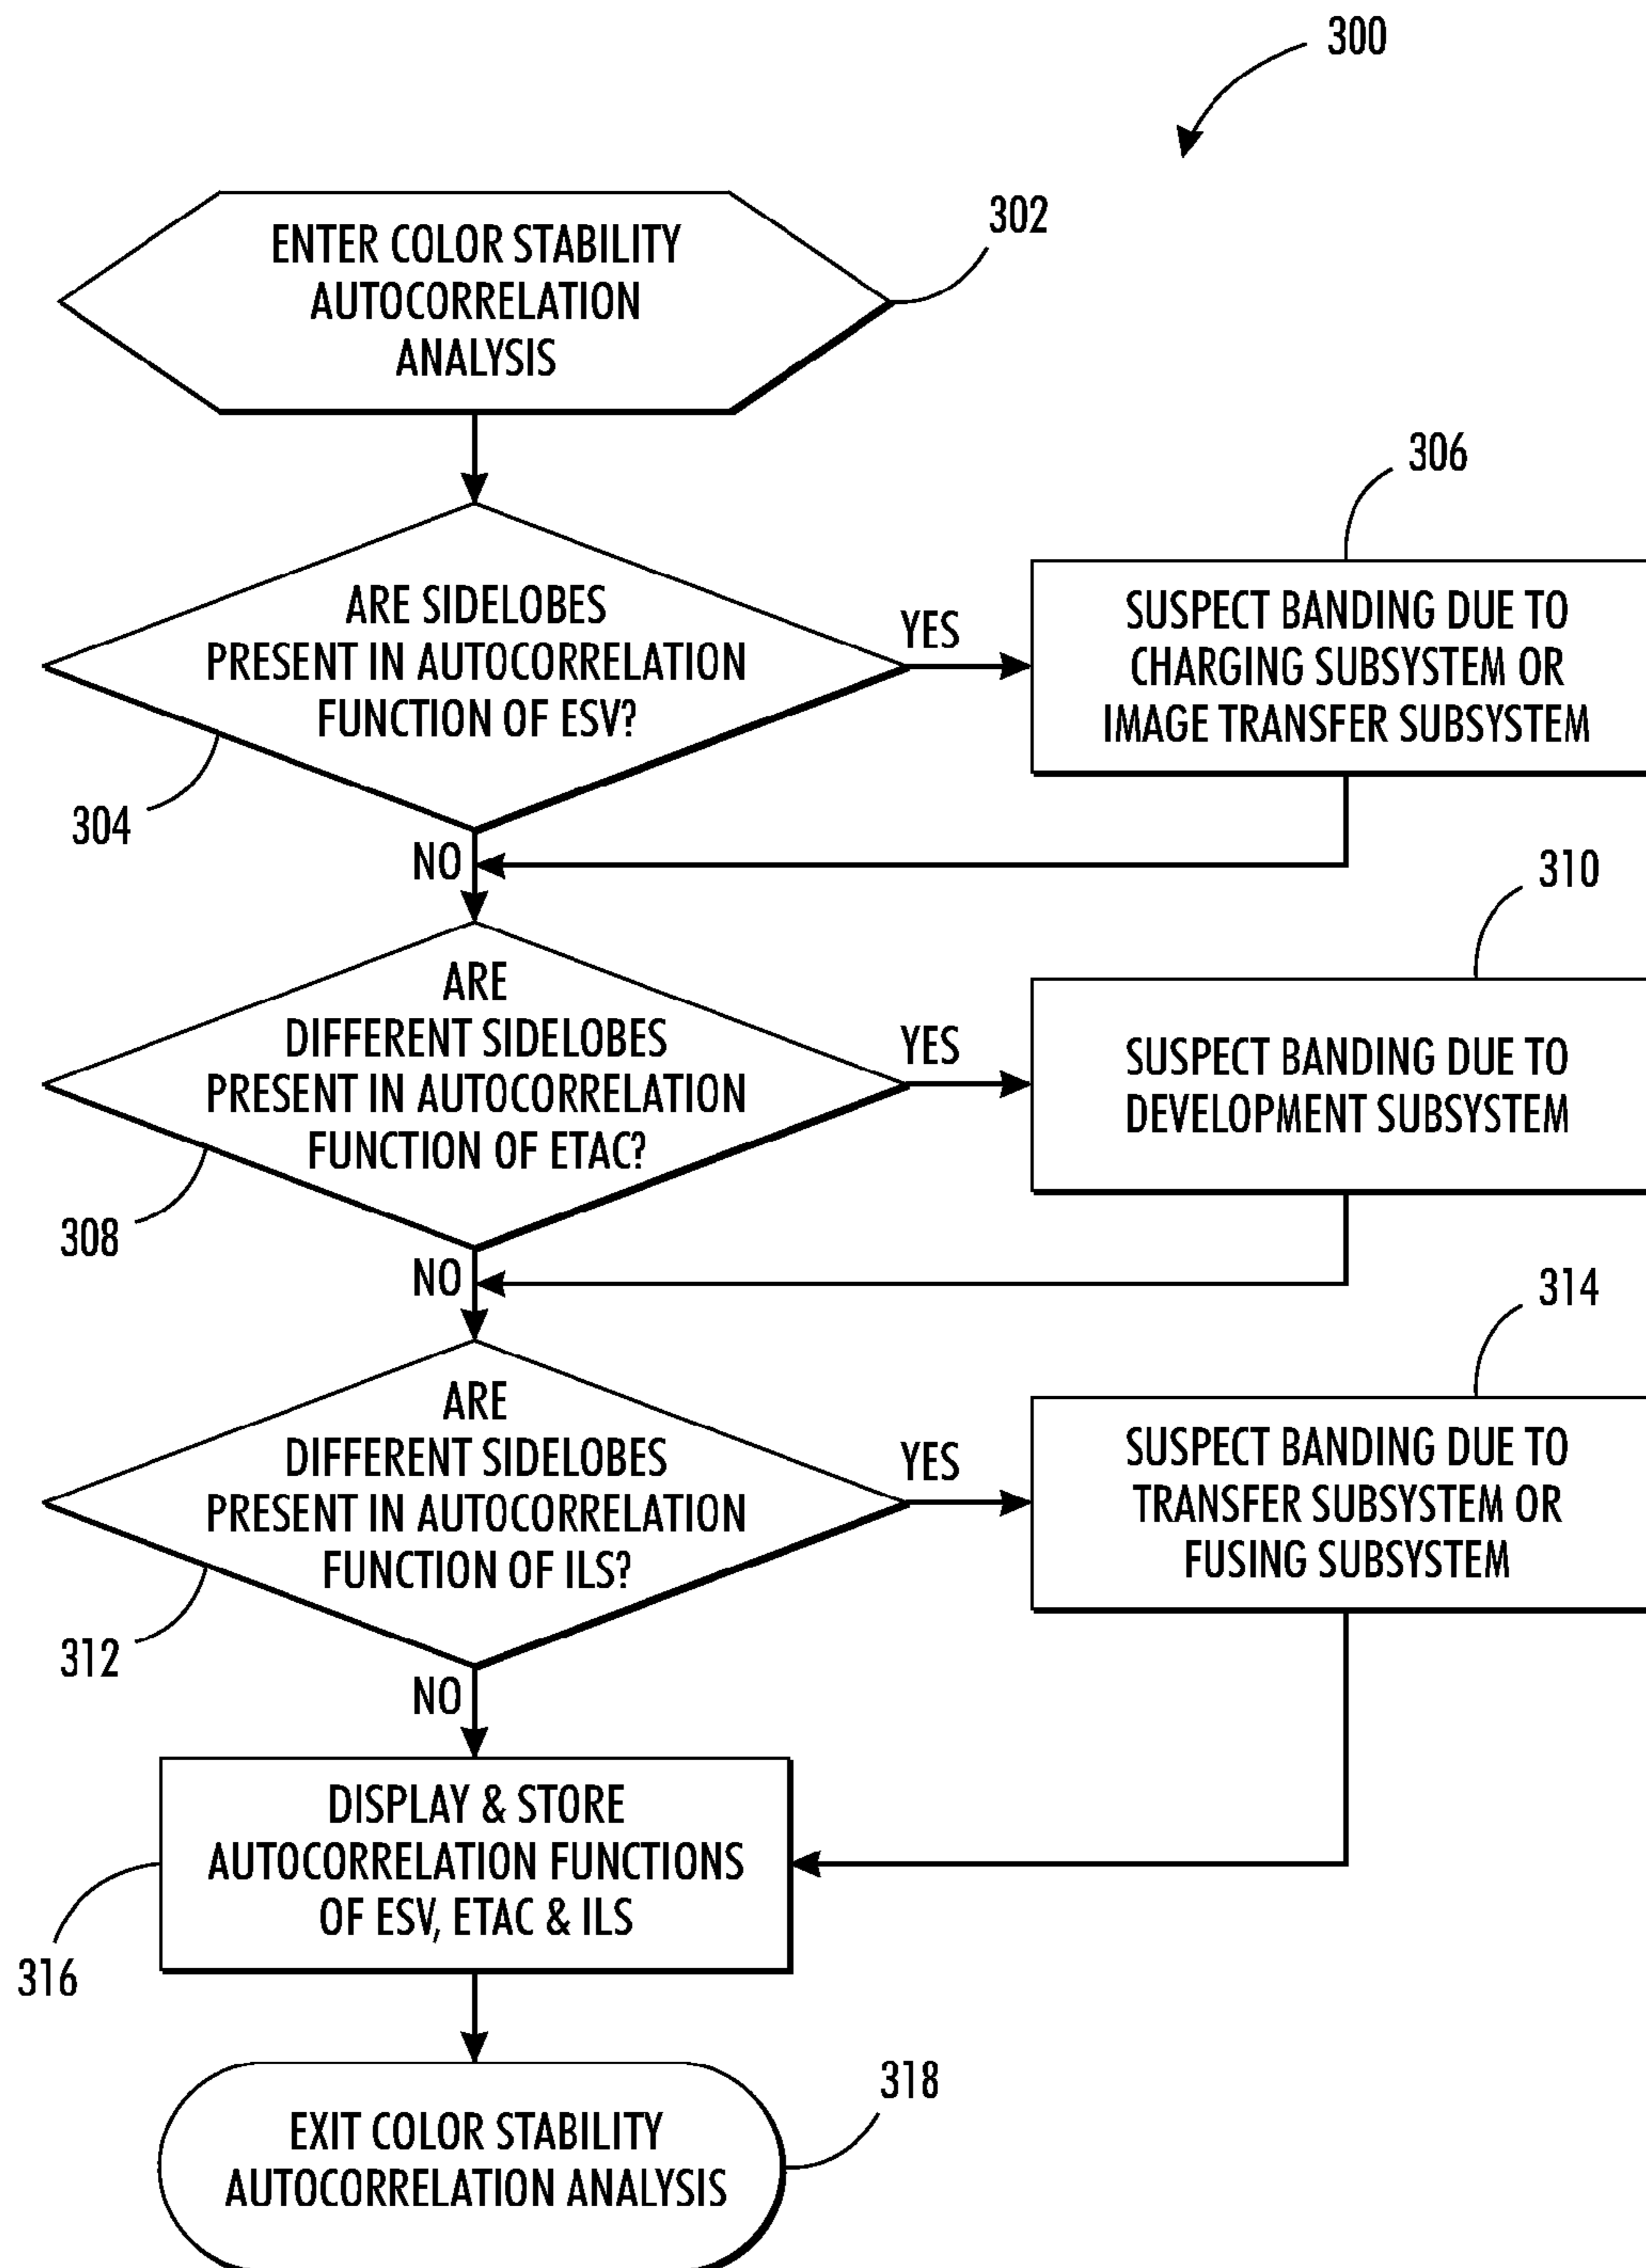 300
302
ENTER COLOR STABILITY
AUTOCORRELATION
ANALYSIS
306
ARE SIDELOBES
PRESENT IN AUTOCORRELATION
FUNCTION OF ESV?
YES
SUSPECT BANDING DUE TO
CHARGING SUBSYSTEM OR
IMAGE TRANSFER SUBSYSTEM
304
NO
310
ARE
DIFFERENT SIDELOBES
PRESENT IN AUTOCORRELATION
FUNCTION OF ETAC?
YES
SUSPECT BANDING DUE TO
DEVELOPMENT SUBSYSTEM
308
NO
314
ARE
DIFFERENT SIDELOBES
PRESENT IN AUTOCORRELATION
FUNCTION OF ILS?
YES
SUSPECT BANDING DUE TO
TRANSFER SUBSYSTEM OR
FUSING SUBSYSTEM
312
NO
DISPLAY & STORE
AUTOCORRELATION FUNCTIONS
OF ESV, ETAC & ILS
316
318
EXIT COLOR STABILITY
AUTOCORRELATION ANALYSIS